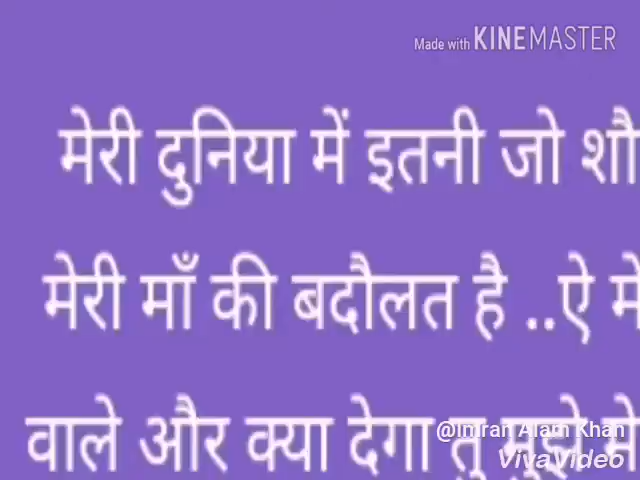 Made with KINEMASTER
मेरी दुनिया में इतनी जो
मेरी माँ की बदौलत है ..ऐ
वाले और क्या देगा तु मुझे
@Imran Alam Khan
VivaVideo